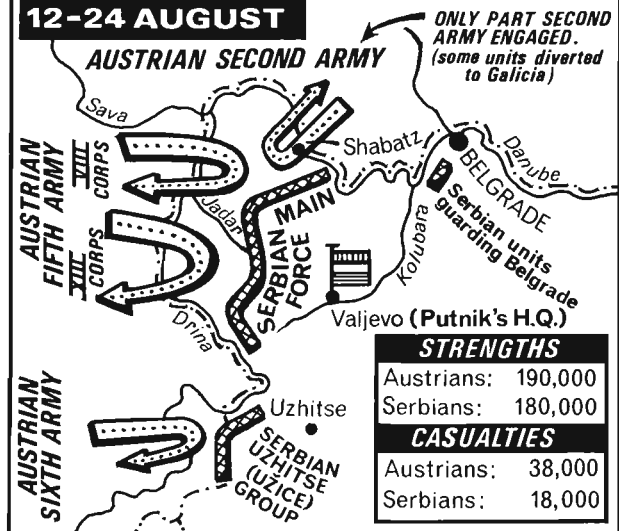 12-24 AUGUST
ONLY PART SECOND
ARMY ENGAGED.
(some units diverted
to Galicia)
AUSTRIAN SECOND ARMY
Sava
Shabatz
Danube
BELGRADE
Serbian units
guarding Belgrade
AUSTRIAN
FIFTH ARMY
VIII
CORPS
XIII
CORPS
Jadar
SERBIAN MAIN
FORCE
Kolubara
Drina
Valjevo (Putnik's H.Q.)
AUSTRIAN
SIXTH ARMY
Uzhitse
SERBIAN
UZHITSE
(UZICE)
GROUP
STRENGTHS
Austrians: 190,000
Serbians: 180,000
CASUALTIES
Austrians: 38,000
Serbians: 18,000